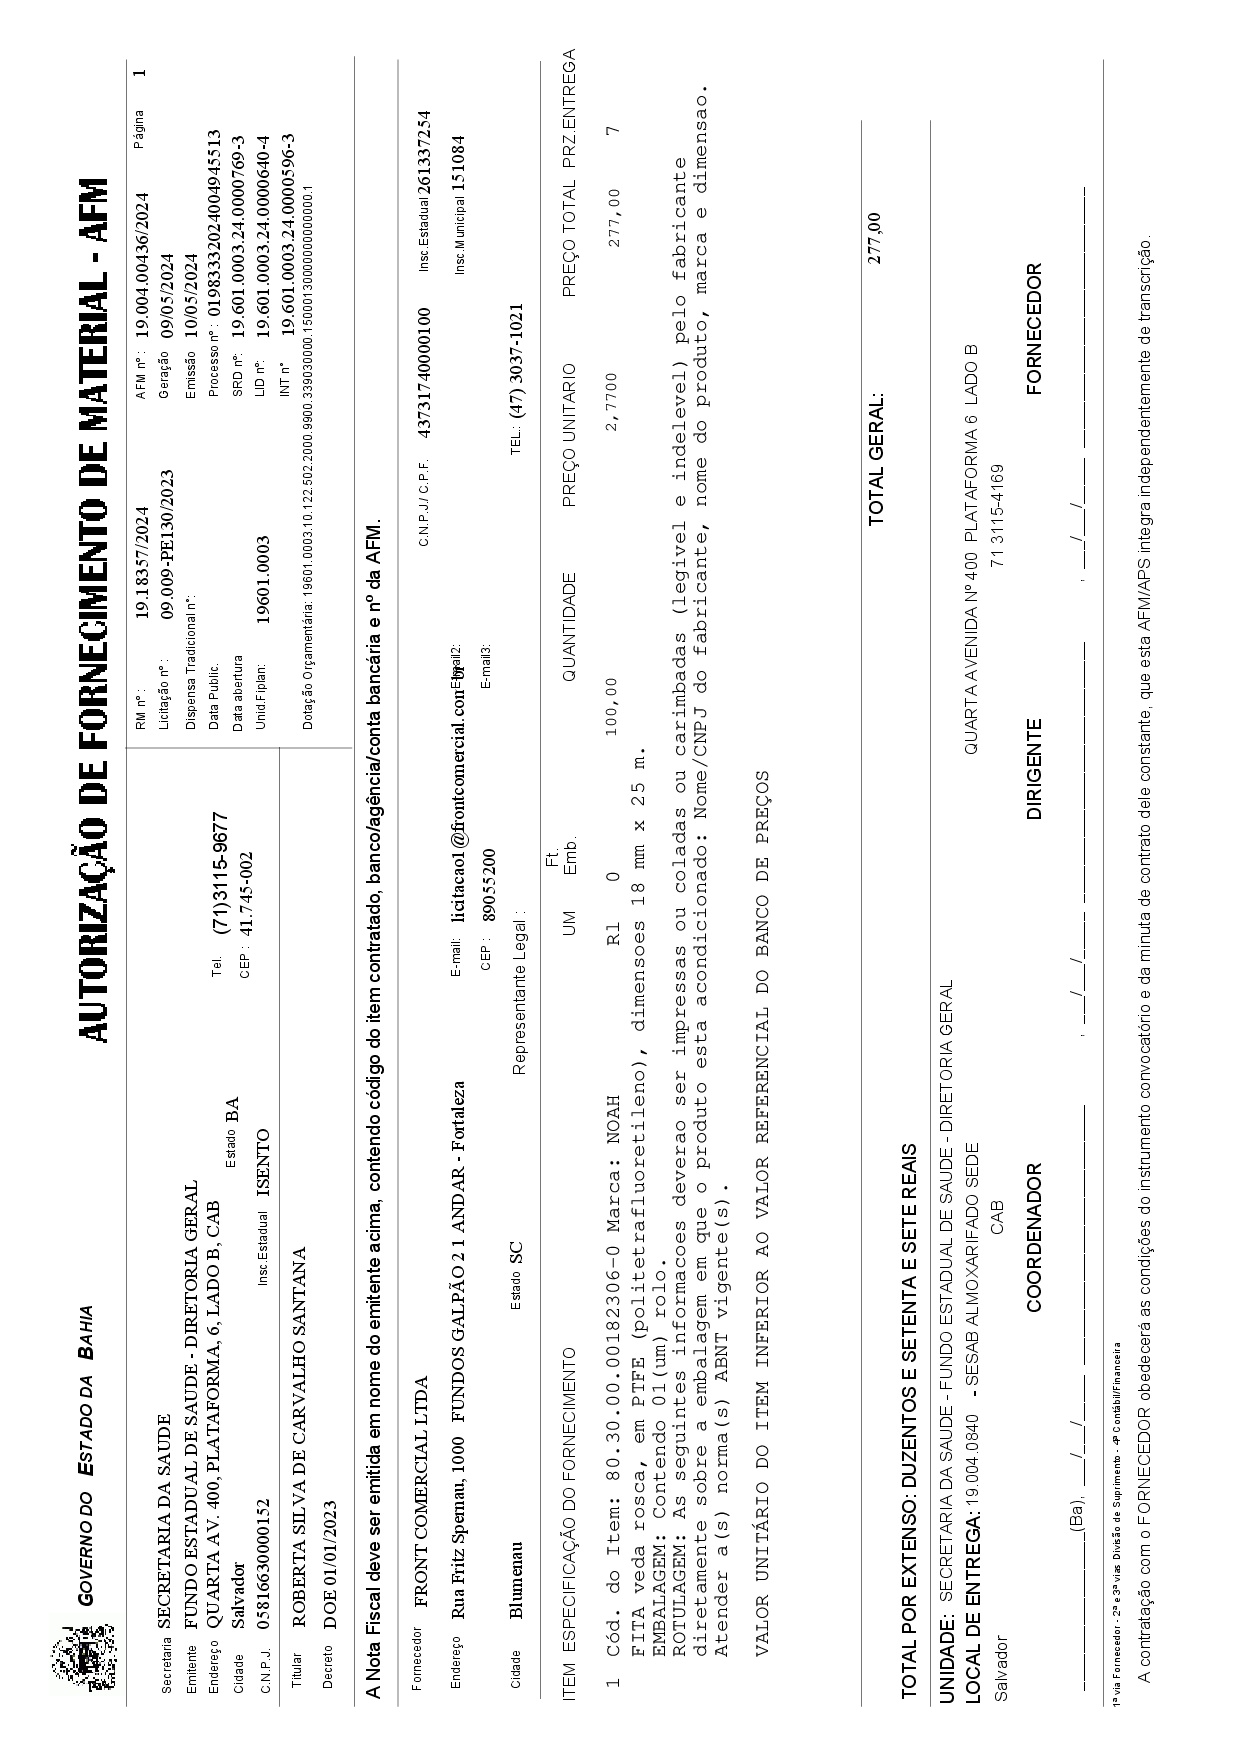 GOVERNO DO ESTADO DA BAHIA
AUTORIZAÇÃO DE FORNECIMENTO DE MATERIAL - AFM
RM nº : 19.18357/2024 AFM nº : 19.004.00436/2024 Página 1
Secretaria SECRETARIA DA SAUDE
Licitação nº : 09.009-PE130/2023 Geração 09/05/2024
Emitente FUNDO ESTADUAL DE SAUDE - DIRETORIA GERAL
Dispensa Tradicional n°: Emissão 10/05/2024
Endereço QUARTA AV. 400, PLATAFORMA, 6, LADO B, CAB Tel. (71)3115-9677
Data Public. Processo nº : 01983332024004945513
Cidade Salvador Estado BA CEP : 41.745-002
Data abertura SRD nº: 19.601.0003.24.0000769-3
C.N.P.J. 05816630000152 Insc.Estadual ISENTO
Unid.Fiplan: 19601.0003 LID nº: 19.601.0003.24.0000640-4
INT n° 19.601.0003.24.0000596-3
Titular ROBERTA SILVA DE CARVALHO SANTANA
Dotação Orçamentária: 19601.0003.10.122.502.2000.9900.339030000.15000130000000000000.1
Decreto DOE 01/01/2023
A Nota Fiscal deve ser emitida em nome do emitente acima, contendo código do item contratado, banco/agência/conta bancária e nº da AFM.
Fornecedor FRONT COMERCIAL LTDA C.N.P.J./ C.P.F. 43731740000100 Insc.Estadual 261337254
Endereço Rua Fritz Spernau, 1000 FUNDOS GALPÃO 2 1 ANDAR - Fortaleza E-mail: licitacao1@frontcomercial.com.br E-mail2: Insc.Municipal 151084
CEP : 89055200 E-mail3:
Cidade Blumenau Estado SC Representante Legal : TEL.: (47) 3037-1021
ITEM ESPECIFICAÇÃO DO FORNECIMENTO UM Ft. Emb. QUANTIDADE PREÇO UNITARIO PREÇO TOTAL PRZ.ENTREGA
1 Cód. do Item: 80.30.00.00182306-0 Marca: NOAH Rl 0 100,00 2,7700 277,00 7
FITA veda rosca, em PTFE (politetrafluoretileno), dimensoes 18 mm x 25 m.
EMBALAGEM: Contendo 01(um) rolo.
ROTULAGEM: As seguintes informacoes deverao ser impressas ou coladas ou carimbadas (legivel e indelevel) pelo fabricante
diretamente sobre a embalagem em que o produto esta acondicionado: Nome/CNPJ do fabricante, nome do produto, marca e dimensao.
Atender a(s) norma(s) ABNT vigente(s).
VALOR UNITÁRIO DO ITEM INFERIOR AO VALOR REFERENCIAL DO BANCO DE PREÇOS
TOTAL GERAL: 277,00
TOTAL POR EXTENSO: DUZENTOS E SETENTA E SETE REAIS
UNIDADE: SECRETARIA DA SAUDE - FUNDO ESTADUAL DE SAUDE - DIRETORIA GERAL
LOCAL DE ENTREGA: 19.004.0840 - SESAB ALMOXARIFADO SEDE QUARTA AVENIDA Nº 400 PLATAFORMA 6 LADO B
Salvador CAB 71 3115-4169
COORDENADOR DIRIGENTE FORNECEDOR
_________________(Ba), ___/___/_____ ____________________________ , ___/___/_____ ____________________________ , ___/___/_____ ____________________________
1ª via Fornecedor - 2ª e 3ª vias Divisão de Suprimento - 4ª Contábil/Financeira
A contratação com o FORNECEDOR obedecerá as condições do instrumento convocatório e da minuta de contrato dele constante, que esta AFM/APS integra independentemente de transcrição.